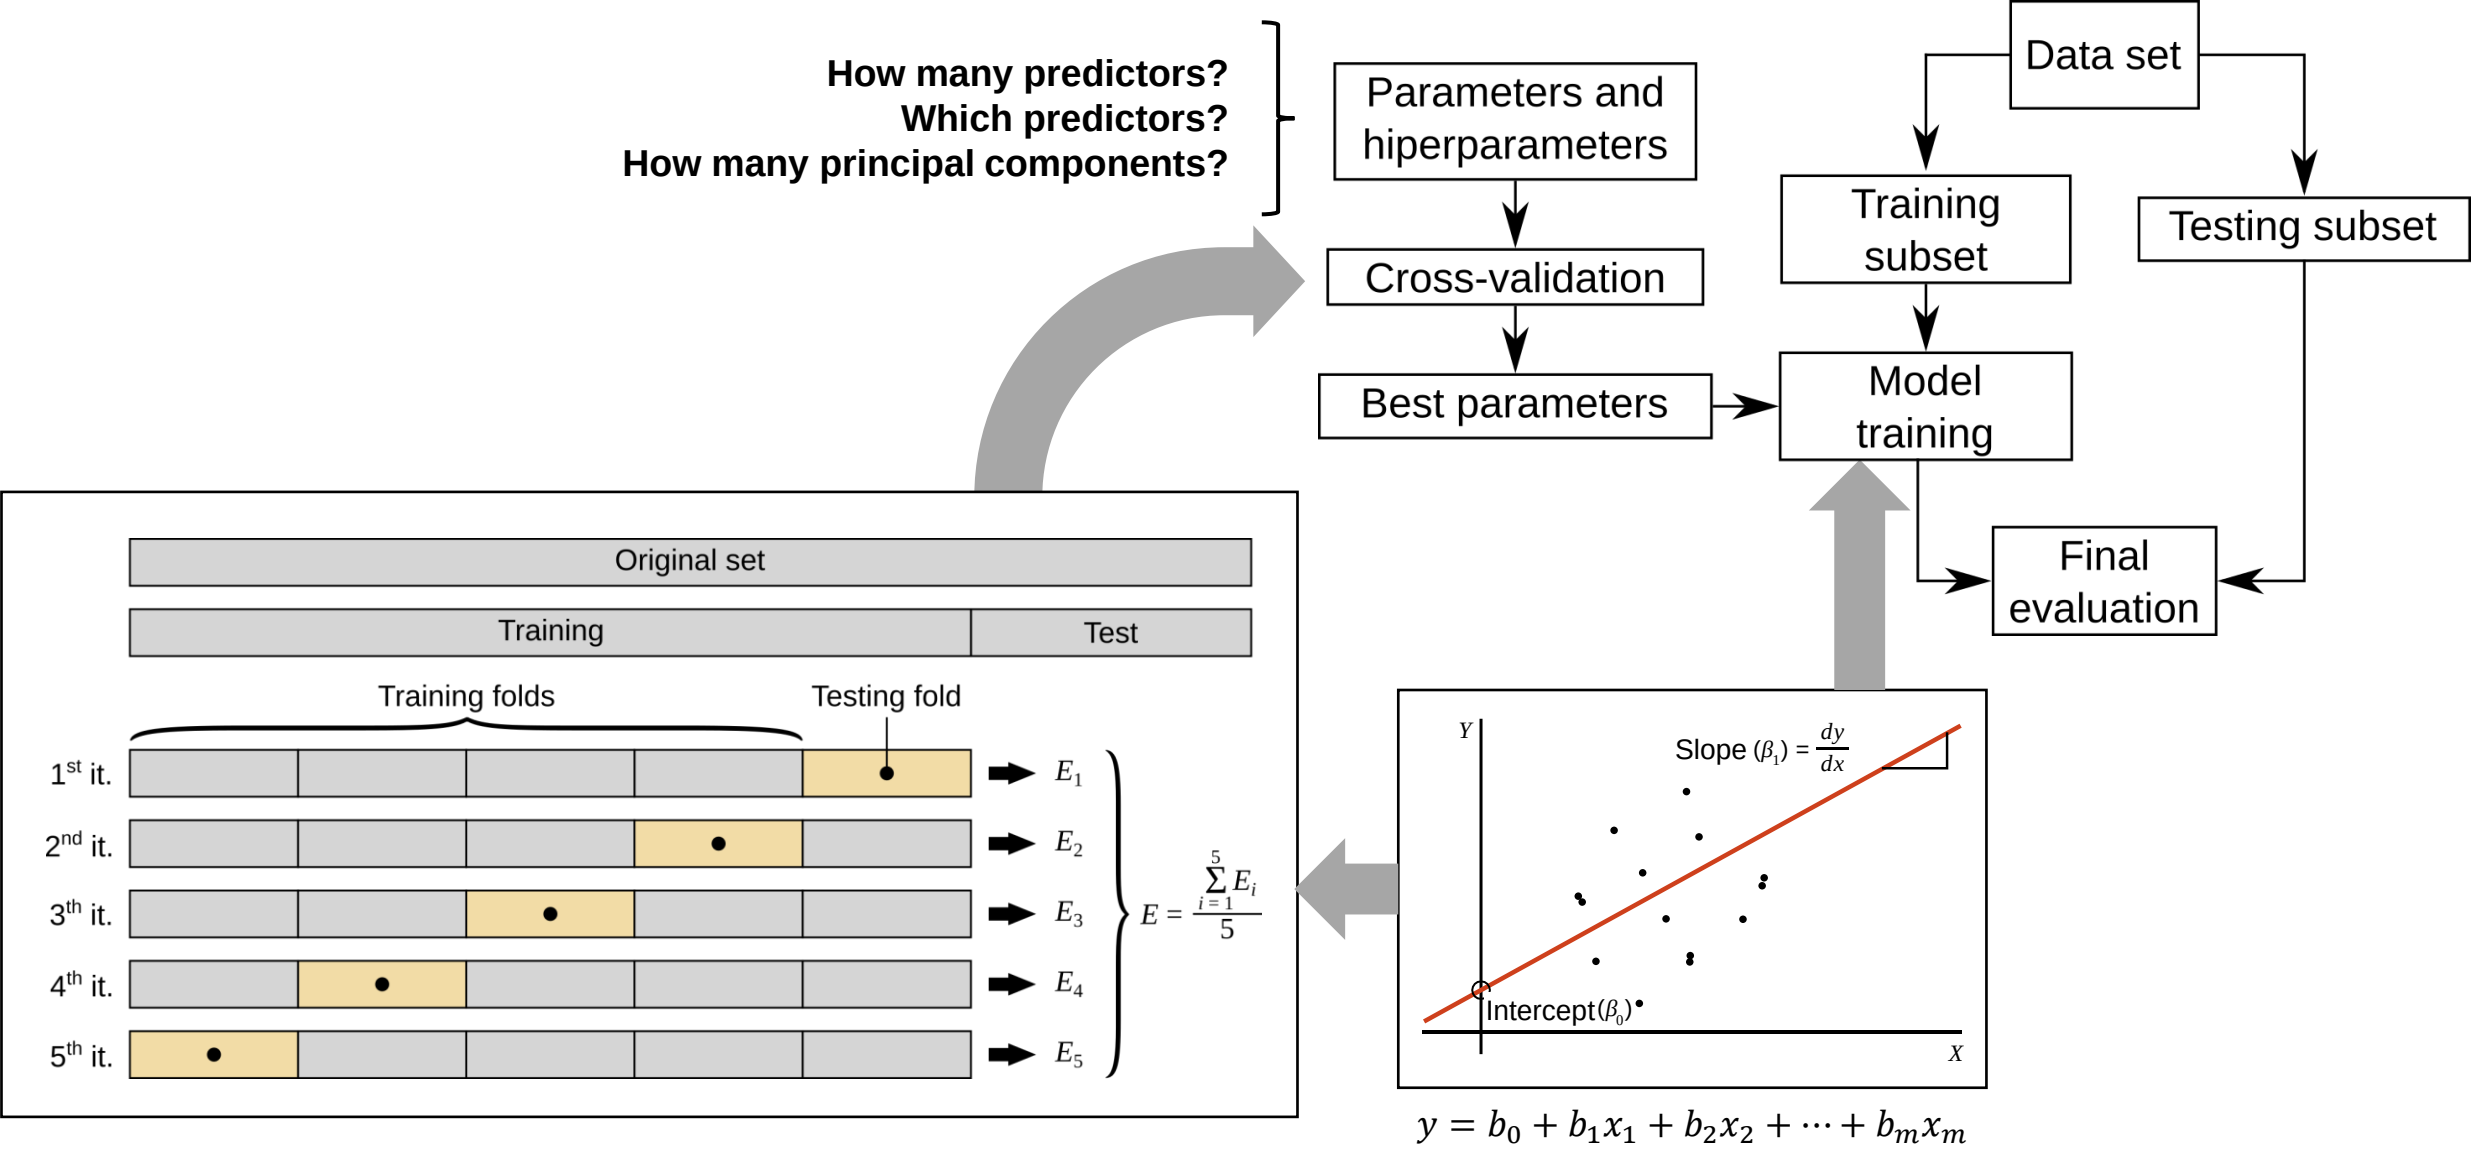 How many predictors?
Which predictors?
How many principal components?
Parameters and
hiperparameters
Cross-validation
Best parameters
Data set
Training
subset
Testing subset
Model
training
Final
evaluation
Original set
Training
Test
Training folds
Testing fold
1st it.
E1
2nd it.
E2
3th it.
E3
4th it.
E4
5th it.
E5
E = 5 Σ i = 1 Ei / 5
Y
Slope (β1) = dy/dx
Intercept(β0)
X
y = b0 + b1x1 + b2x2 + ⋯ + bmxm